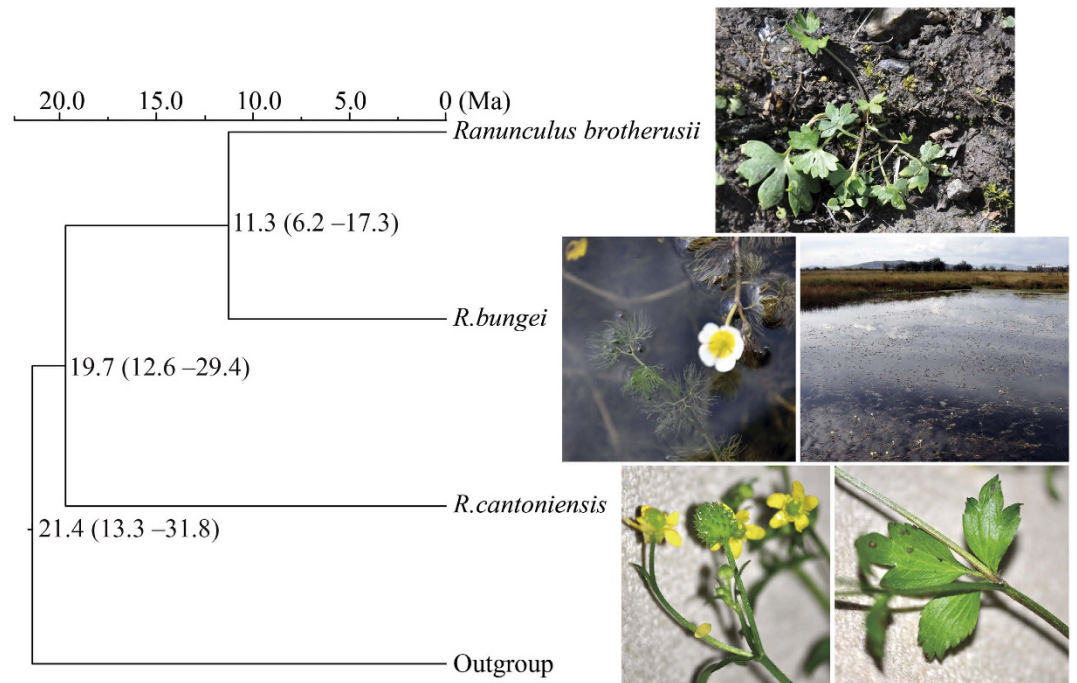 20.0 15.0 10.0 5.0 0 (Ma)
Ranunculus brotherusii
11.3 (6.2 –17.3)
R.bungei
19.7 (12.6 –29.4)
R.cantoniensis
21.4 (13.3 –31.8)
Outgroup